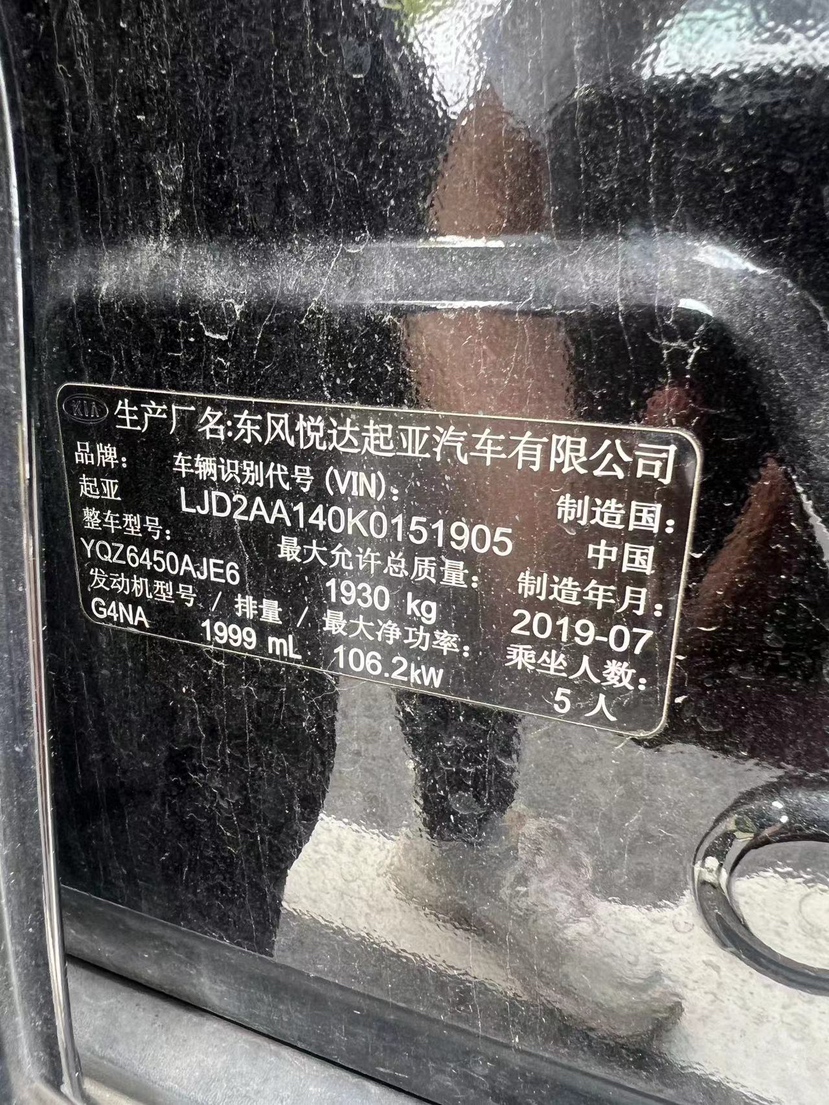 KIA 生产厂名:东风悦达起亚汽车有限公司
品牌: 车辆识别代号 (VIN): 制造国:
起亚 LJD2AA140K0151905 中国
整车型号: 最大允许总质量: 制造年月:
YQZ6450AJE6 1930 kg 2019-07
发动机型号 / 排量 / 最大净功率: 乘坐人数:
G4NA 1999 mL 106.2kW 5 人